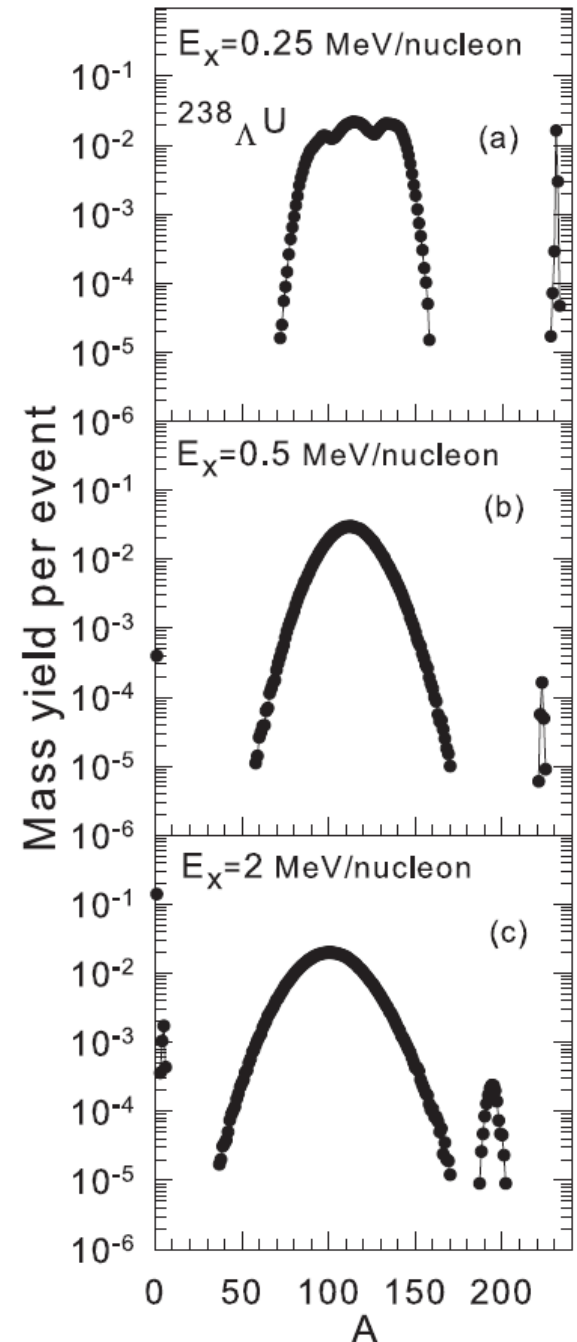 Mass yield per event
E_x=0.25 MeV/nucleon
10⁻¹
²³⁸_ΛU
10⁻²
(a)
10⁻³
10⁻⁴
10⁻⁵
10⁻⁶
E_x=0.5 MeV/nucleon
10⁻¹
(b)
10⁻²
10⁻³
10⁻⁴
10⁻⁵
10⁻⁶
E_x=2 MeV/nucleon
10⁻¹
(c)
10⁻²
10⁻³
10⁻⁴
10⁻⁵
10⁻⁶
0 50 100 150 200
A